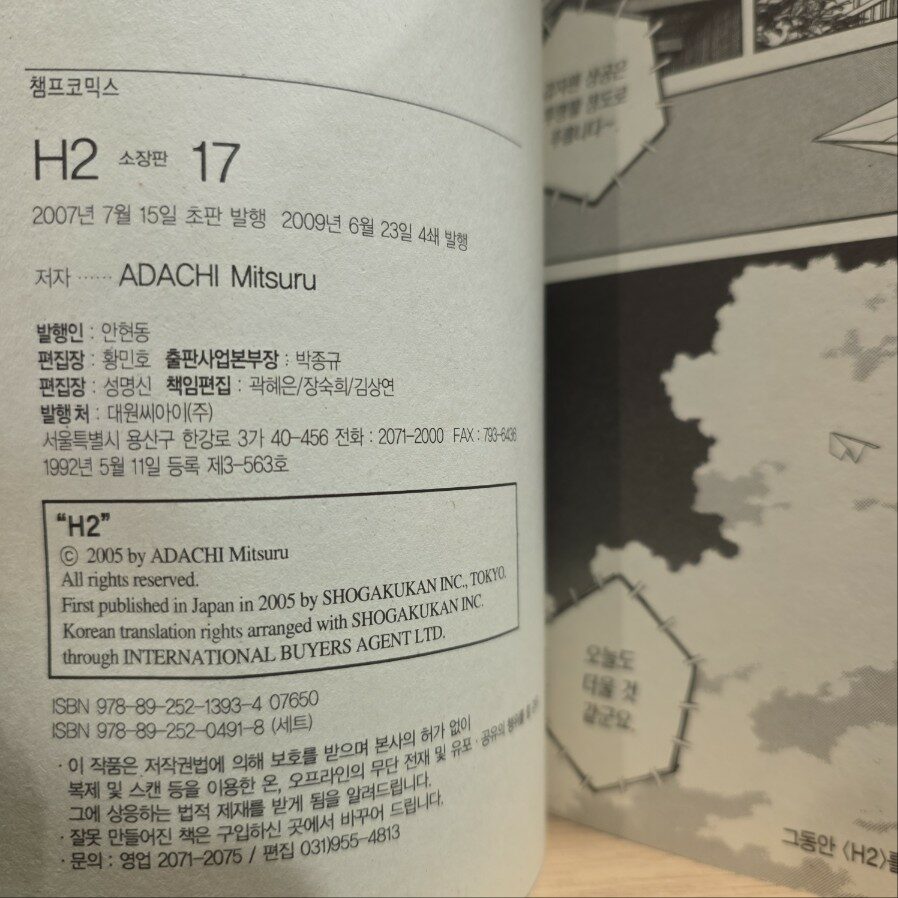 챔프코믹스
H2 소장판 17
2007년 7월 15일 초판 발행 2009년 6월 23일 4쇄 발행
저자 ······ ADACHI Mitsuru
발행인 : 안현동
편집장 : 황민호 출판사업본부장 : 박종규
편집장 : 성명신 책임편집 : 곽혜은/장숙희/김상연
발행처 : 대원씨아이(주)
서울특별시 용산구 한강로 3가 40-456 전화 : 2071-2000 FAX : 793-6436
1992년 5월 11일 등록 제3-563호
“H2”
ⓒ 2005 by ADACHI Mitsuru
All rights reserved.
First published in Japan in 2005 by SHOGAKUKAN INC., TOKYO.
Korean translation rights arranged with SHOGAKUKAN INC.
through INTERNATIONAL BUYERS AGENT LTD.
ISBN 978-89-252-1393-4 07650
ISBN 978-89-252-0491-8 (세트)
· 이 작품은 저작권법에 의해 보호를 받으며 본사의 허가 없이
복제 및 스캔 등을 이용한 온, 오프라인의 무단 전재 및 유포 · 공유의
그에 상응하는 법적 제재를 받게 됨을 알려드립니다.
· 잘못 만들어진 책은 구입하신 곳에서 바꾸어 드립니다.
· 문의 : 영업 2071-2075 / 편집 031)955-4813
상공은
정도로
오늘도
더울 것
같군요.
그동안 〈H2〉를